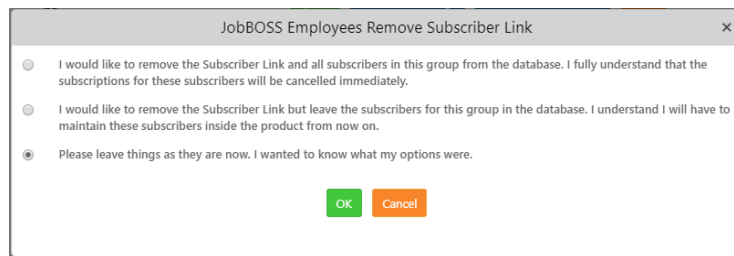 JobBOSS Employees Remove Subscriber Link ×
I would like to remove the Subscriber Link and all subscribers in this group from the database. I fully understand that the
subscriptions for these subscribers will be cancelled immediately.
I would like to remove the Subscriber Link but leave the subscribers for this group in the database. I understand I will have to
maintain these subscribers inside the product from now on.
Please leave things as they are now. I wanted to know what my options were.
OK Cancel